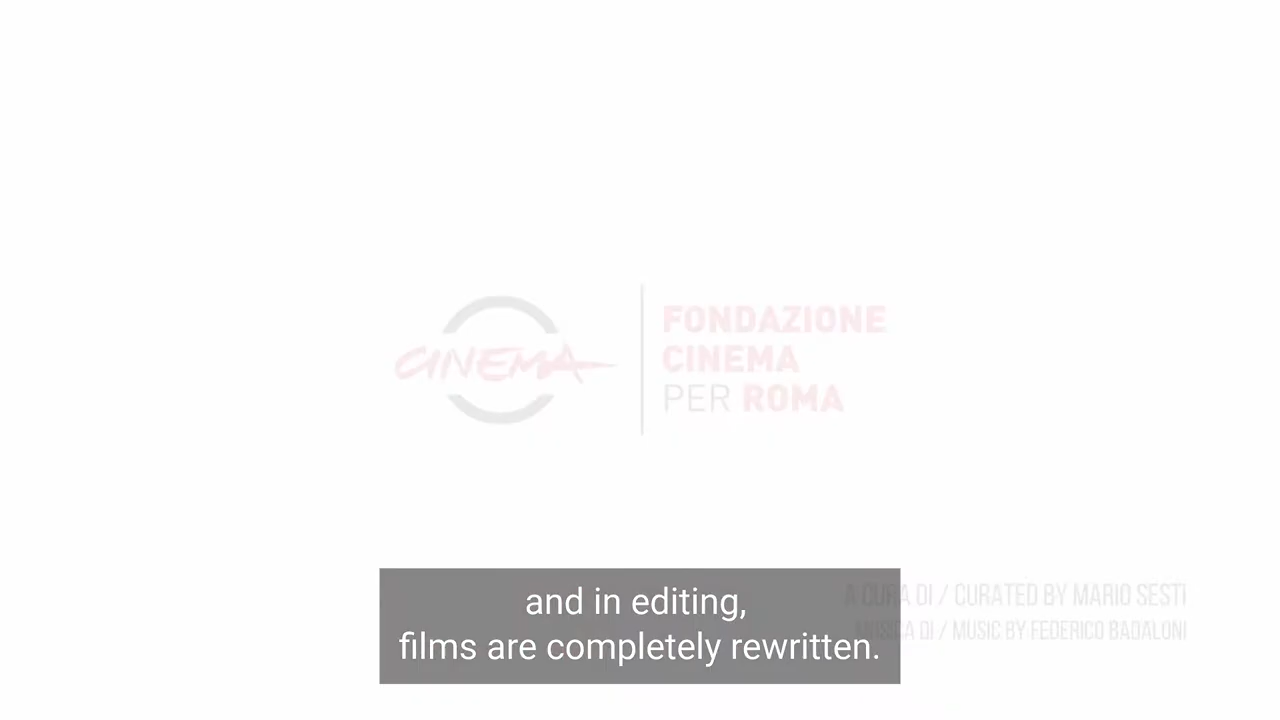 CINEMA
FONDAZIONE
CINEMA
PER ROMA
A CURA DI / CURATED BY MARIO SESTI
MUSICA DI / MUSIC BY FEDERICO BADALONI
and in editing,
films are completely rewritten.